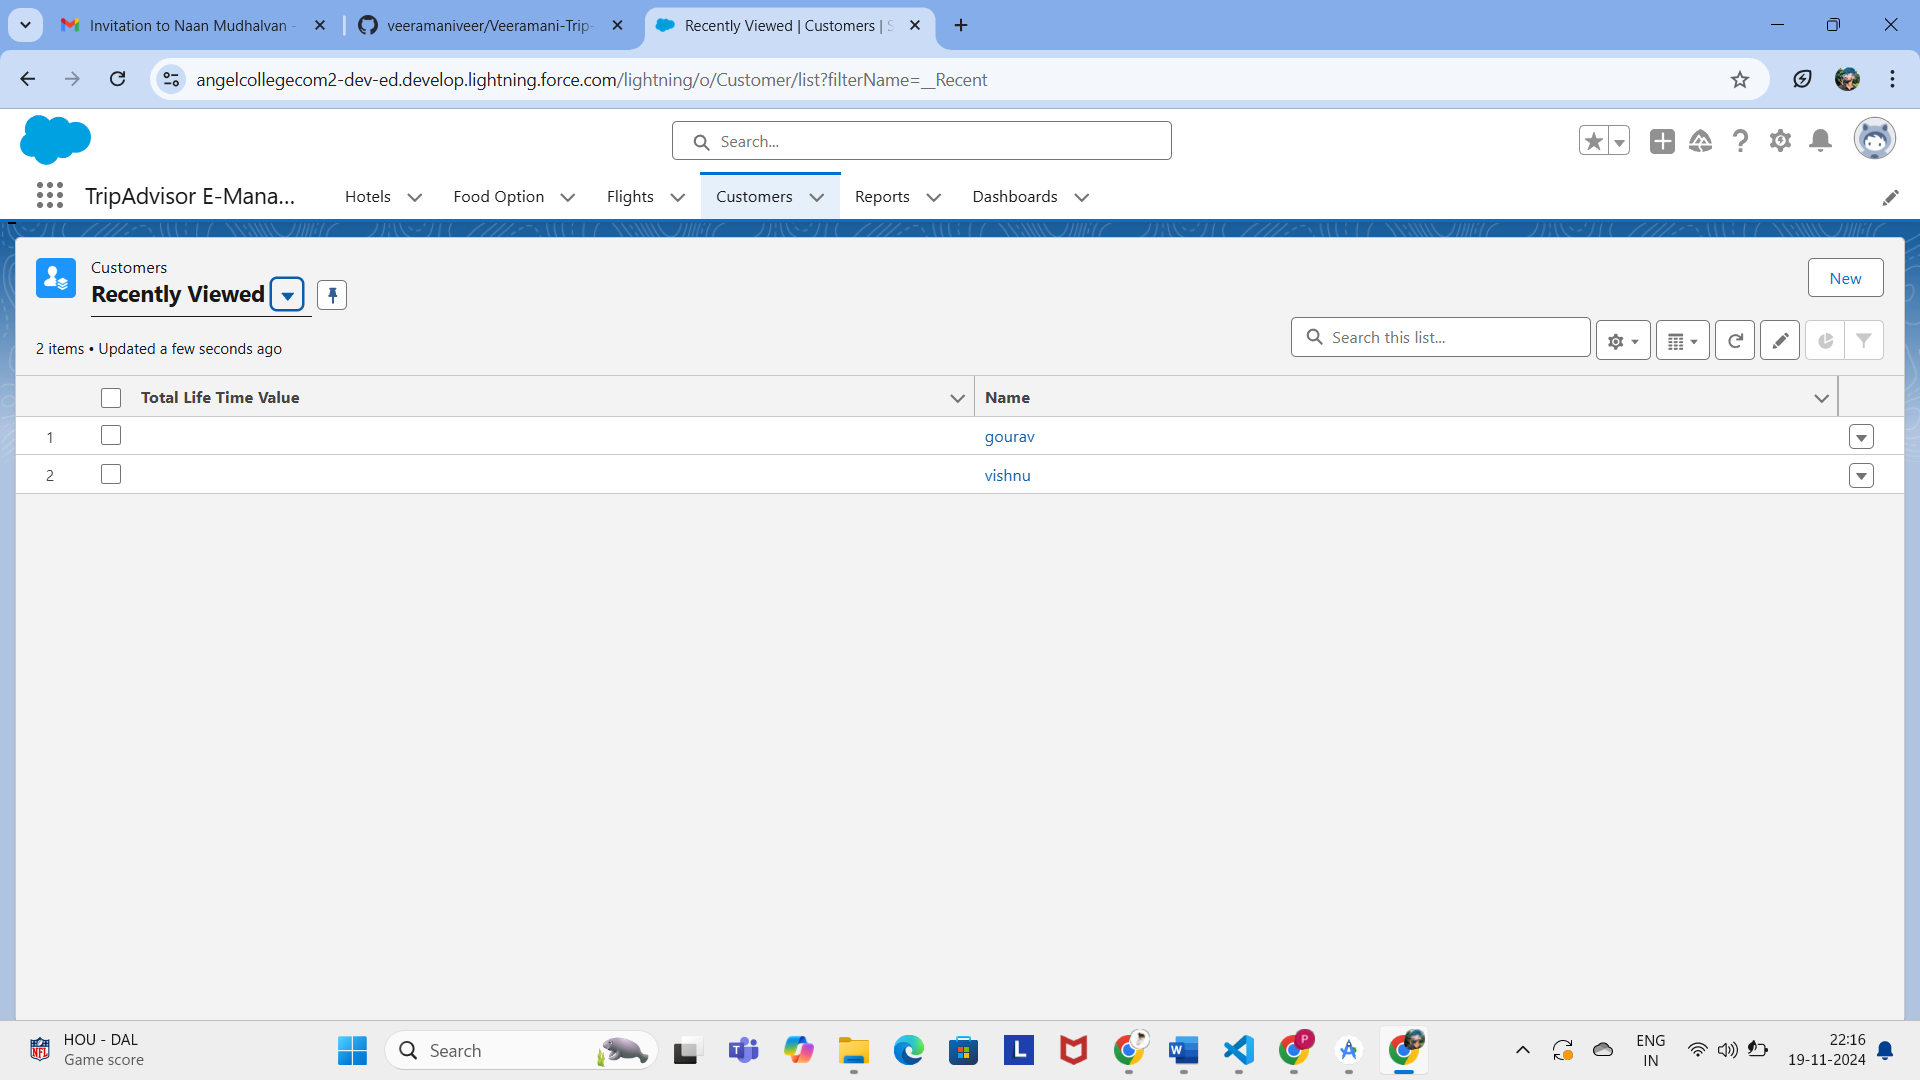 Invitation to Naan Mudhalvan -
veeramaniveer/Veeramani-Trip-
Recently Viewed | Customers | S
angelcollegecom2-dev-ed.develop.lightning.force.com/lightning/o/Customer/list?filterName=__Recent
Search...
TripAdvisor E-Mana...
Hotels
Food Option
Flights
Customers
Reports
Dashboards
Customers
Recently Viewed
New
2 items • Updated a few seconds ago
Search this list...
Total Life Time Value
Name
1
gourav
2
vishnu
HOU - DAL
Game score
Search
ENG
IN
22:16
19-11-2024